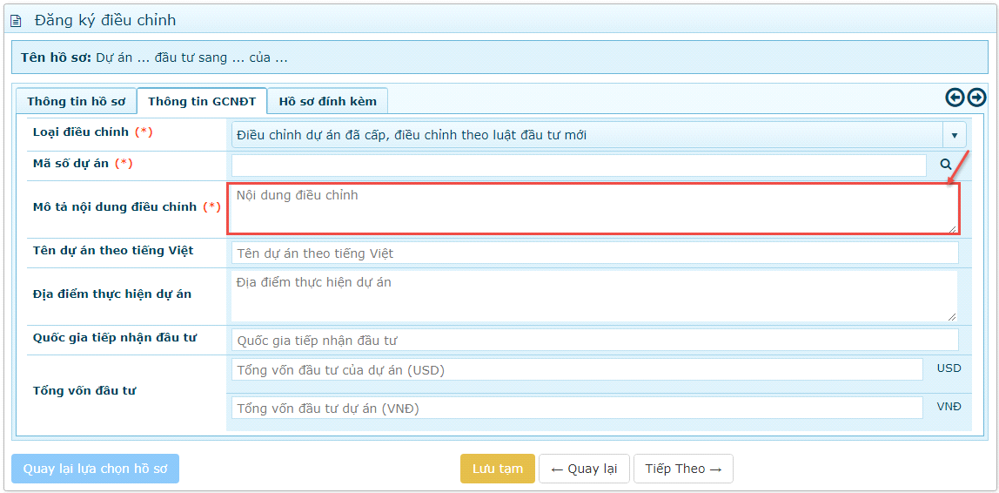 Đăng ký điều chỉnh
Tên hồ sơ: Dự án ... đầu tư sang ... của ...
Thông tin hồ sơ
Thông tin GCNĐT
Hồ sơ đính kèm
Loại điều chỉnh (*)
Điều chỉnh dự án đã cấp, điều chỉnh theo luật đầu tư mới
Mã số dự án (*)
Mô tả nội dung điều chỉnh (*)
Nội dung điều chỉnh
Tên dự án theo tiếng Việt
Tên dự án theo tiếng Việt
Địa điểm thực hiện dự án
Địa điểm thực hiện dự án
Quốc gia tiếp nhận đầu tư
Quốc gia tiếp nhận đầu tư
Tổng vốn đầu tư
Tổng vốn đầu tư của dự án (USD)
USD
Tổng vốn đầu tư dự án (VNĐ)
VNĐ
Quay lại lựa chọn hồ sơ
Lưu tạm
← Quay lại
Tiếp Theo →